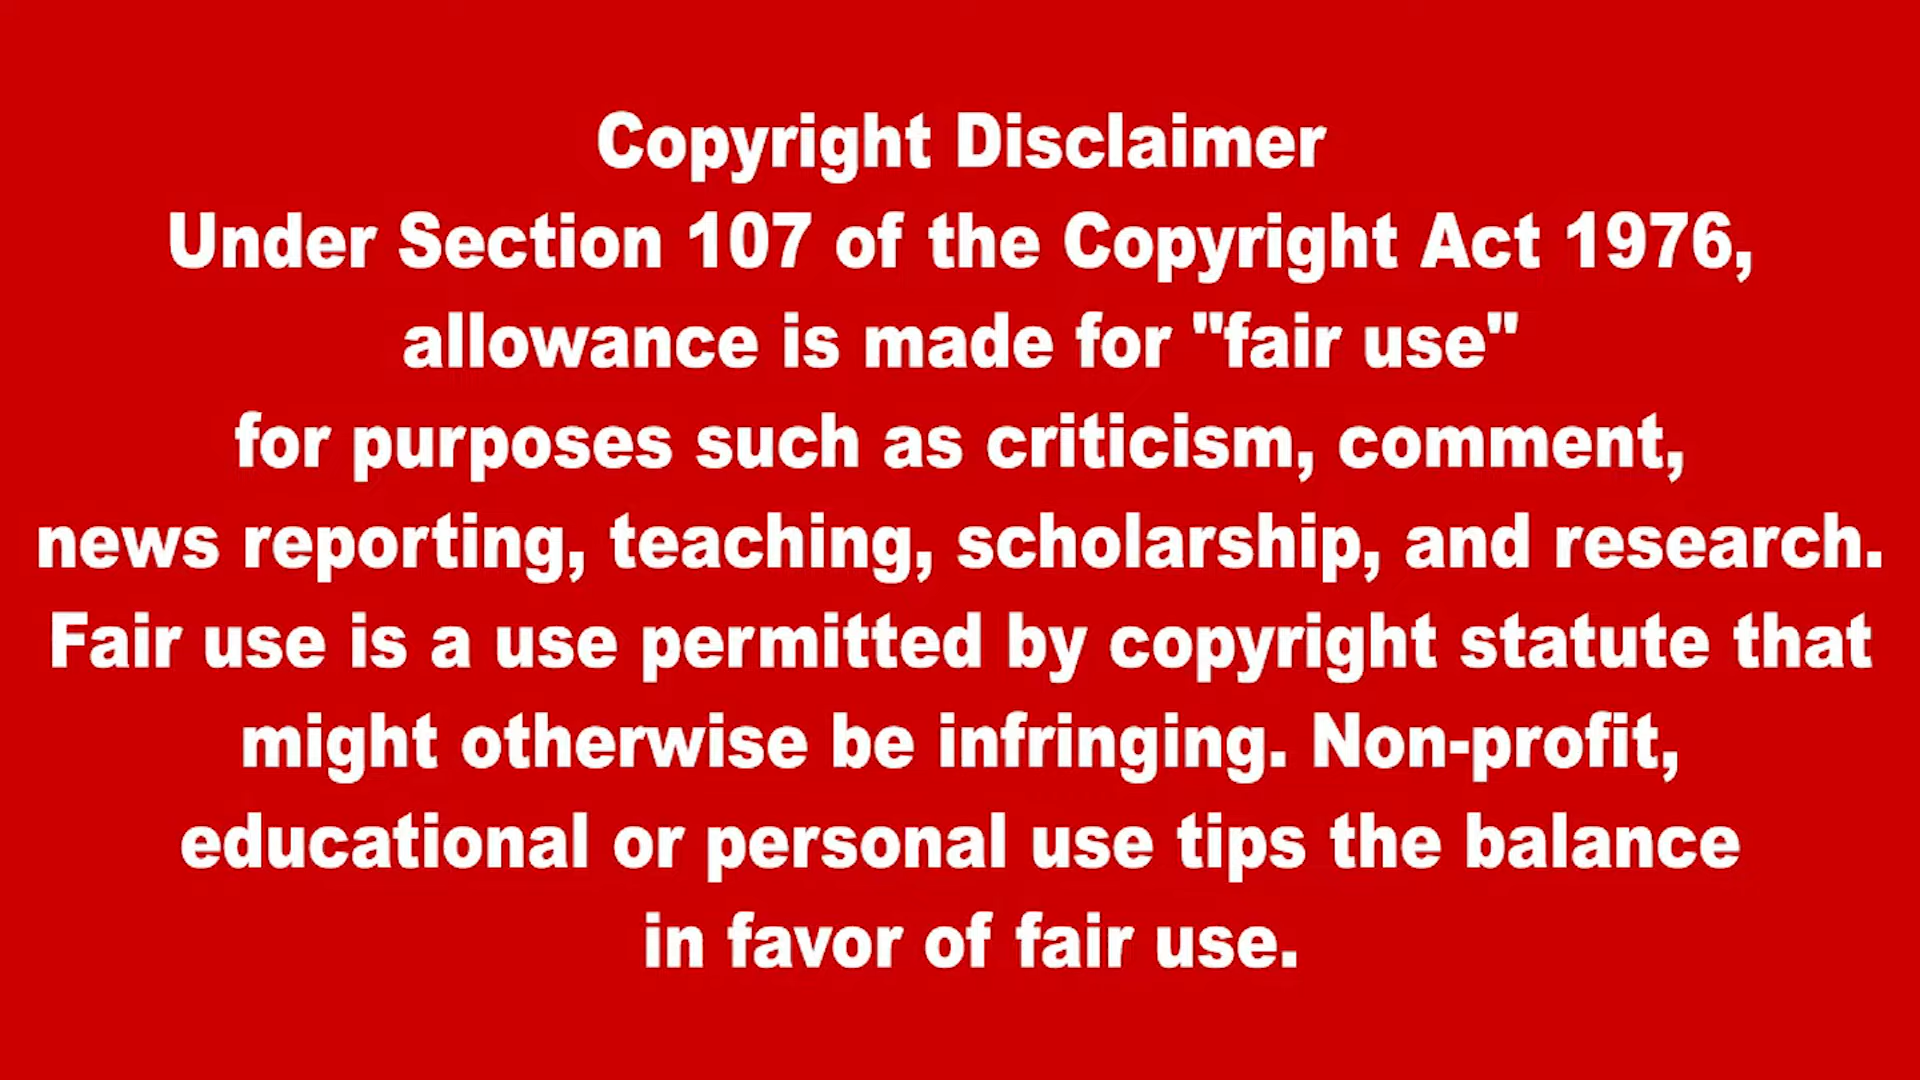 Copyright Disclaimer
Under Section 107 of the Copyright Act 1976,
allowance is made for "fair use"
for purposes such as criticism, comment,
news reporting, teaching, scholarship, and research.
Fair use is a use permitted by copyright statute that
might otherwise be infringing. Non-profit,
educational or personal use tips the balance
in favor of fair use.